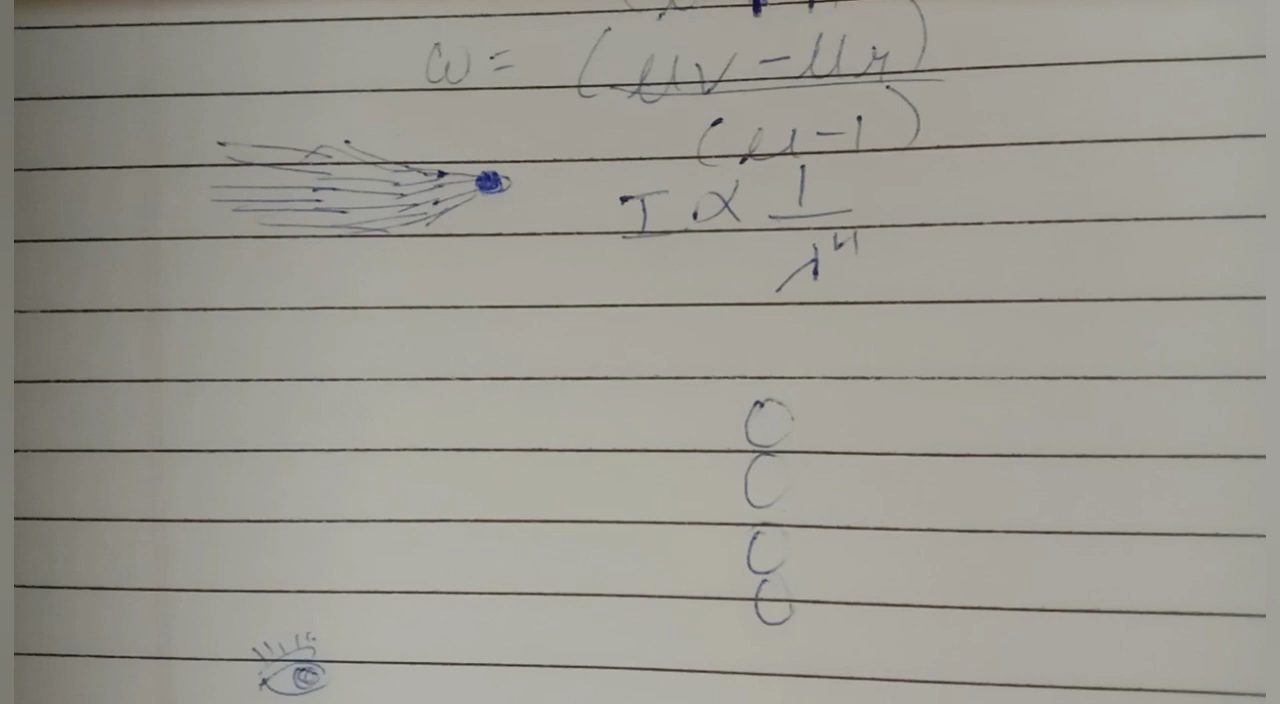 ω = (μv - μr)
(μ-1)
I ∝ 1
λ⁴